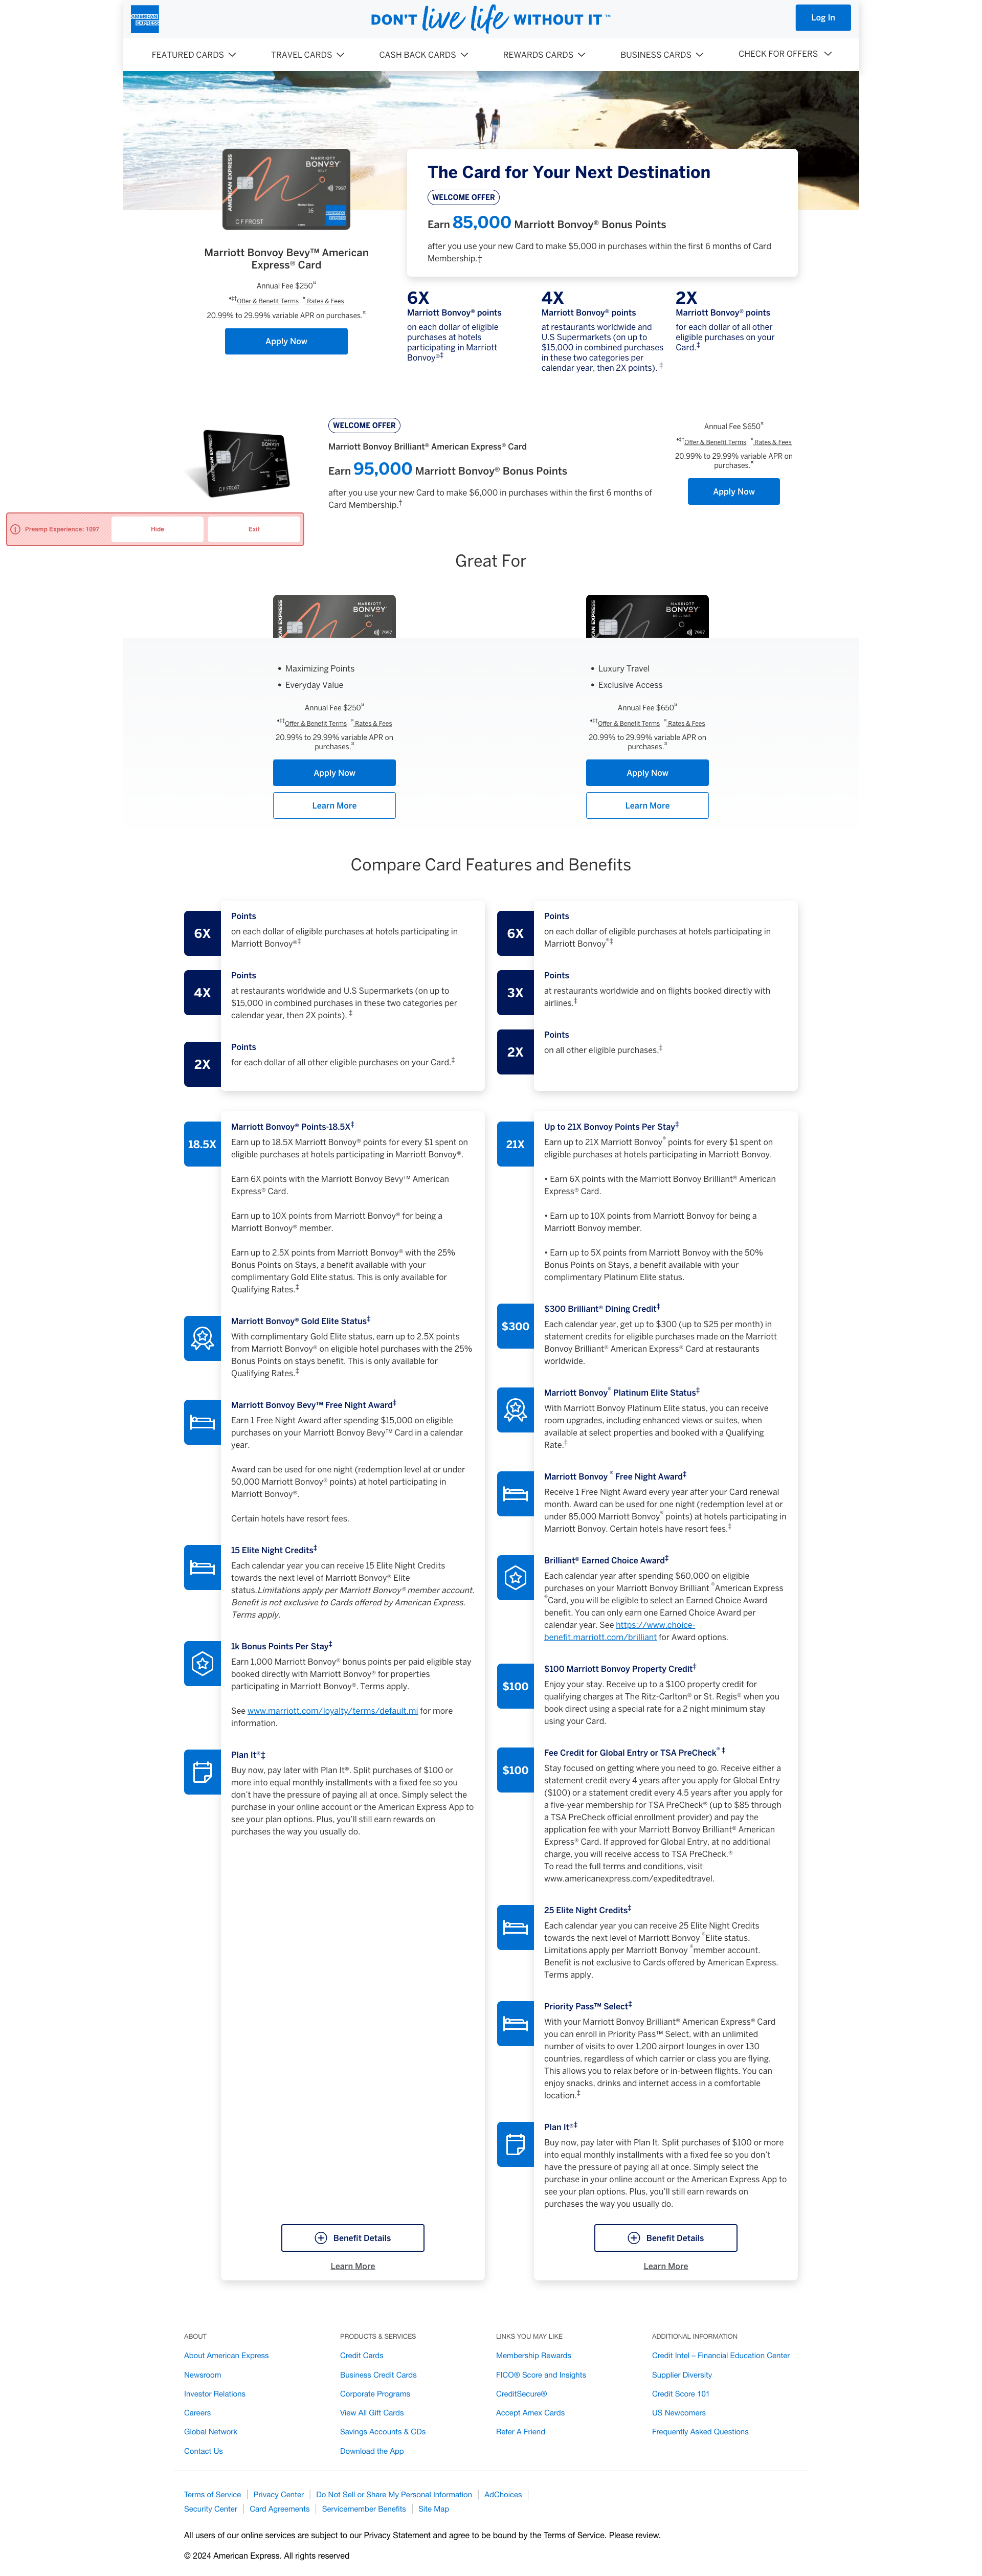 AMERICAN
EXPRESS
DON'T live life WITHOUT IT ™
Log In
FEATURED CARDS
TRAVEL CARDS
CASH BACK CARDS
REWARDS CARDS
BUSINESS CARDS
CHECK FOR OFFERS
AMERICAN EXPRESS
MARRIOTT
BONVOY
BEVY
7997
16
C F FROST
Marriott Bonvoy Bevy™ American
Express® Card
Annual Fee $250¤
*‡†Offer & Benefit Terms ¤ Rates & Fees
20.99% to 29.99% variable APR on purchases.¤
Apply Now
The Card for Your Next Destination
WELCOME OFFER
Earn 85,000 Marriott Bonvoy® Bonus Points
after you use your new Card to make $5,000 in purchases within the first 6 months of Card
Membership.†
6X
Marriott Bonvoy® points
on each dollar of eligible
purchases at hotels
participating in Marriott
Bonvoy®‡
4X
Marriott Bonvoy® points
at restaurants worldwide and
U.S Supermarkets (on up to
$15,000 in combined purchases
in these two categories per
calendar year, then 2X points). ‡
2X
Marriott Bonvoy® points
for each dollar of all other
eligible purchases on your
Card.‡
C F FROST
WELCOME OFFER
Marriott Bonvoy Brilliant® American Express® Card
Earn 95,000 Marriott Bonvoy® Bonus Points
after you use your new Card to make $6,000 in purchases within the first 6 months of
Card Membership.†
Annual Fee $650¤
*‡†Offer & Benefit Terms ¤ Rates & Fees
20.99% to 29.99% variable APR on
purchases.¤
Apply Now
Preamp Experience: 1097
Hide
Exit
Great For
MARRIOTT
BONVOY
BEVY
7997
Maximizing Points
Everyday Value
Annual Fee $250¤
*‡†Offer & Benefit Terms ¤ Rates & Fees
20.99% to 29.99% variable APR on
purchases.¤
Apply Now
Learn More
MARRIOTT
BONVOY
BRILLIANT
7997
Luxury Travel
Exclusive Access
Annual Fee $650¤
*‡†Offer & Benefit Terms ¤ Rates & Fees
20.99% to 29.99% variable APR on
purchases.¤
Apply Now
Learn More
Compare Card Features and Benefits
6X
Points
on each dollar of eligible purchases at hotels participating in
Marriott Bonvoy®‡
4X
Points
at restaurants worldwide and U.S Supermarkets (on up to
$15,000 in combined purchases in these two categories per
calendar year, then 2X points). ‡
2X
Points
for each dollar of all other eligible purchases on your Card.‡
6X
Points
on each dollar of eligible purchases at hotels participating in
Marriott Bonvoy®‡
3X
Points
at restaurants worldwide and on flights booked directly with
airlines.‡
2X
Points
on all other eligible purchases.‡
18.5X
Marriott Bonvoy® Points-18.5X‡
Earn up to 18.5X Marriott Bonvoy® points for every $1 spent on
eligible purchases at hotels participating in Marriott Bonvoy®.
Earn 6X points with the Marriott Bonvoy Bevy™ American
Express® Card.
Earn up to 10X points from Marriott Bonvoy® for being a
Marriott Bonvoy® member.
Earn up to 2.5X points from Marriott Bonvoy® with the 25%
Bonus Points on Stays, a benefit available with your
complimentary Gold Elite status. This is only available for
Qualifying Rates.‡
Marriott Bonvoy® Gold Elite Status‡
With complimentary Gold Elite status, earn up to 2.5X points
from Marriott Bonvoy® on eligible hotel purchases with the 25%
Bonus Points on stays benefit. This is only available for
Qualifying Rates.‡
Marriott Bonvoy Bevy™ Free Night Award‡
Earn 1 Free Night Award after spending $15,000 on eligible
purchases on your Marriott Bonvoy Bevy™ Card in a calendar
year.
Award can be used for one night (redemption level at or under
50,000 Marriott Bonvoy® points) at hotel participating in
Marriott Bonvoy®.
Certain hotels have resort fees.
15 Elite Night Credits‡
Each calendar year you can receive 15 Elite Night Credits
towards the next level of Marriott Bonvoy® Elite
status.Limitations apply per Marriott Bonvoy® member account.
Benefit is not exclusive to Cards offered by American Express.
Terms apply.
1k Bonus Points Per Stay‡
Earn 1,000 Marriott Bonvoy® bonus points per paid eligible stay
booked directly with Marriott Bonvoy® for properties
participating in Marriott Bonvoy®. Terms apply.
See www.marriott.com/loyalty/terms/default.mi for more
information.
Plan It®‡
Buy now, pay later with Plan It®. Split purchases of $100 or
more into equal monthly installments with a fixed fee so you
don't have the pressure of paying all at once. Simply select the
purchase in your online account or the American Express App to
see your plan options. Plus, you'll still earn rewards on
purchases the way you usually do.
Benefit Details
Learn More
21X
Up to 21X Bonvoy Points Per Stay‡
Earn up to 21X Marriott Bonvoy® points for every $1 spent on
eligible purchases at hotels participating in Marriott Bonvoy.
• Earn 6X points with the Marriott Bonvoy Brilliant® American
Express® Card.
• Earn up to 10X points from Marriott Bonvoy for being a
Marriott Bonvoy member.
• Earn up to 5X points from Marriott Bonvoy with the 50%
Bonus Points on Stays, a benefit available with your
complimentary Platinum Elite status.
$300
$300 Brilliant® Dining Credit‡
Each calendar year, get up to $300 (up to $25 per month) in
statement credits for eligible purchases made on the Marriott
Bonvoy Brilliant® American Express® Card at restaurants
worldwide.
Marriott Bonvoy® Platinum Elite Status‡
With Marriott Bonvoy Platinum Elite status, you can receive
room upgrades, including enhanced views or suites, when
available at select properties and booked with a Qualifying
Rate.‡
Marriott Bonvoy ® Free Night Award‡
Receive 1 Free Night Award every year after your Card renewal
month. Award can be used for one night (redemption level at or
under 85,000 Marriott Bonvoy® points) at hotels participating in
Marriott Bonvoy. Certain hotels have resort fees.‡
Brilliant® Earned Choice Award‡
Each calendar year after spending $60,000 on eligible
purchases on your Marriott Bonvoy Brilliant ®American Express
®Card, you will be eligible to select an Earned Choice Award
benefit. You can only earn one Earned Choice Award per
calendar year. See https://www.choice-
benefit.marriott.com/brilliant for Award options.
$100
$100 Marriott Bonvoy Property Credit‡
Enjoy your stay. Receive up to a $100 property credit for
qualifying charges at The Ritz-Carlton® or St. Regis® when you
book direct using a special rate for a 2 night minimum stay
using your Card.
$100
Fee Credit for Global Entry or TSA PreCheck® ‡
Stay focused on getting where you need to go. Receive either a
statement credit every 4 years after you apply for Global Entry
($100) or a statement credit every 4.5 years after you apply for
a five-year membership for TSA PreCheck® (up to $85 through
a TSA PreCheck official enrollment provider) and pay the
application fee with your Marriott Bonvoy Brilliant® American
Express® Card. If approved for Global Entry, at no additional
charge, you will receive access to TSA PreCheck.®
To read the full terms and conditions, visit
www.americanexpress.com/expeditedtravel.
25 Elite Night Credits‡
Each calendar year you can receive 25 Elite Night Credits
towards the next level of Marriott Bonvoy ®Elite status.
Limitations apply per Marriott Bonvoy ®member account.
Benefit is not exclusive to Cards offered by American Express.
Terms apply.
Priority Pass™ Select‡
With your Marriott Bonvoy Brilliant® American Express® Card
you can enroll in Priority Pass™ Select, with an unlimited
number of visits to over 1,200 airport lounges in over 130
countries, regardless of which carrier or class you are flying.
This allows you to relax before or in-between flights. You can
enjoy snacks, drinks and internet access in a comfortable
location.‡
Plan It®‡
Buy now, pay later with Plan It. Split purchases of $100 or more
into equal monthly installments with a fixed fee so you don't
have the pressure of paying all at once. Simply select the
purchase in your online account or the American Express App to
see your plan options. Plus, you'll still earn rewards on
purchases the way you usually do.
Benefit Details
Learn More
ABOUT
About American Express
Newsroom
Investor Relations
Careers
Global Network
Contact Us
PRODUCTS & SERVICES
Credit Cards
Business Credit Cards
Corporate Programs
View All Gift Cards
Savings Accounts & CDs
Download the App
LINKS YOU MAY LIKE
Membership Rewards
FICO® Score and Insights
CreditSecure®
Accept Amex Cards
Refer A Friend
ADDITIONAL INFORMATION
Credit Intel – Financial Education Center
Supplier Diversity
Credit Score 101
US Newcomers
Frequently Asked Questions
Terms of Service | Privacy Center | Do Not Sell or Share My Personal Information | AdChoices |
Security Center | Card Agreements | Servicemember Benefits | Site Map
All users of our online services are subject to our Privacy Statement and agree to be bound by the Terms of Service. Please review.
© 2024 American Express. All rights reserved